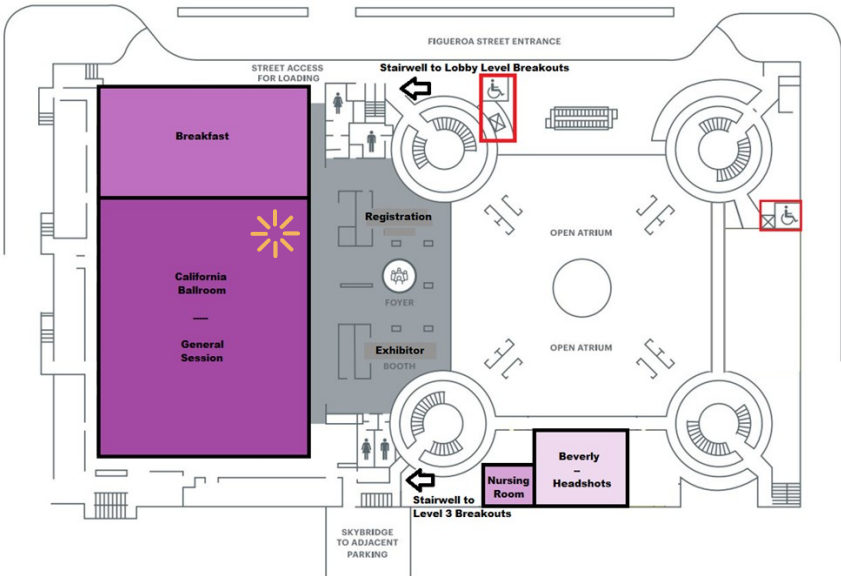 FIGUEROA STREET ENTRANCE
STREET ACCESS
FOR LOADING
Stairwell to Lobby Level Breakouts
Breakfast
Registration
California
Ballroom
—
General
Session
OPEN ATRIUM
FOYER
OPEN ATRIUM
Exhibitor
BOOTH
Beverly
–
Headshots
Nursing
Room
Stairwell to
Level 3 Breakouts
SKYBRIDGE
TO ADJACENT
PARKING